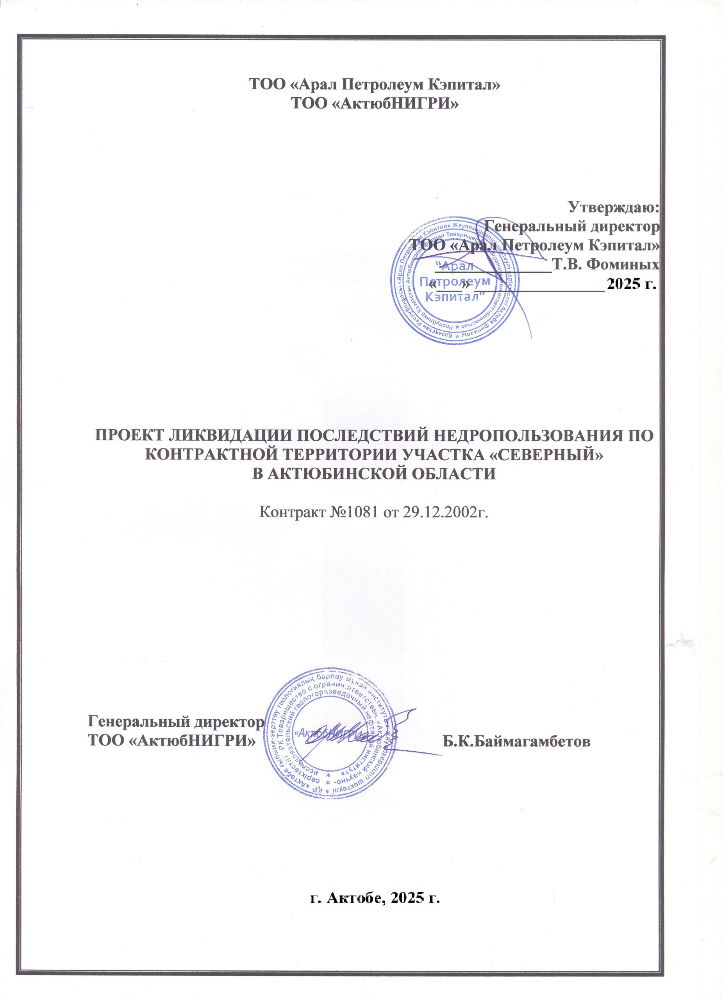 ТОО «Арал Петролеум Кэпитал»
ТОО «АктюбНИГРИ»
Утверждаю:
Генеральный директор
ТОО «Арал Петролеум Кэпитал»
_______________Т.В. Фоминых
«___» ________________ 2025 г.
Қазақстан Республикасы «Арал Петролеум Кэпитал» Жауапкершілігі шектеулі серіктестігі Ақтөбе филиалы *
Республика Казахстан Актюбинский филиал Товарищество с ограниченной ответственностью *
"Арал
Петролеум
Кэпитал"
ПРОЕКТ ЛИКВИДАЦИИ ПОСЛЕДСТВИЙ НЕДРОПОЛЬЗОВАНИЯ ПО
КОНТРАКТНОЙ ТЕРРИТОРИИ УЧАСТКА «СЕВЕРНЫЙ»
В АКТЮБИНСКОЙ ОБЛАСТИ
Контракт №1081 от 29.12.2002г.
Генеральный директор
ТОО «АктюбНИГРИ»
Б.К.Баймагамбетов
ҚР «Ақтөбе ғылыми-зерттеу геологиялық барлау мұнай институты» жауапкершілігі шектеулі *
серіктестігі РК Товарищество с огранич.ответствен. «Актюбинский научно- *
исследовательский геологоразведочный нефтяной институт» *
«АктюбНИГРИ»
г. Актобе, 2025 г.